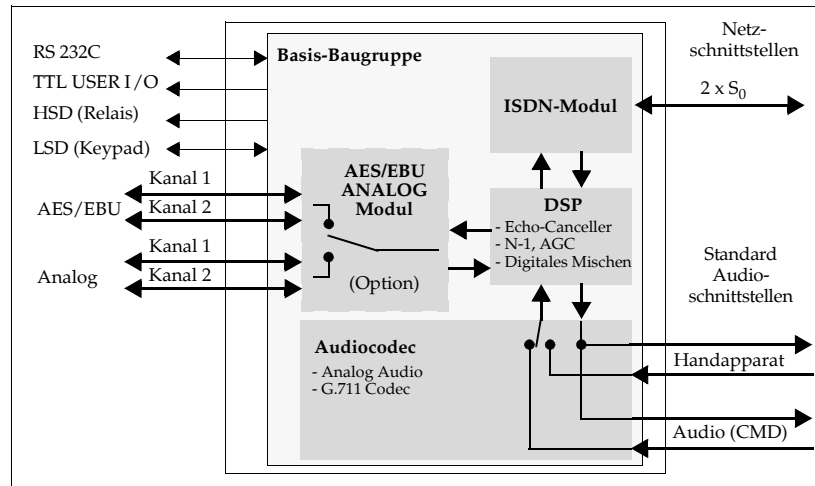 RS 232C
TTL USER I/O
HSD (Relais)
LSD (Keypad)
AES/EBU
Kanal 1
Kanal 2
Analog
Kanal 1
Kanal 2
Basis-Baugruppe
AES/EBU
ANALOG
Modul
(Option)
ISDN-Modul
DSP
- Echo-Canceller
- N-1, AGC
- Digitales Mischen
Audiocodec
- Analog Audio
- G.711 Codec
Netz-
schnittstellen
2 x S0
Standard
Audio-
schnittstellen
Handapparat
Audio (CMD)